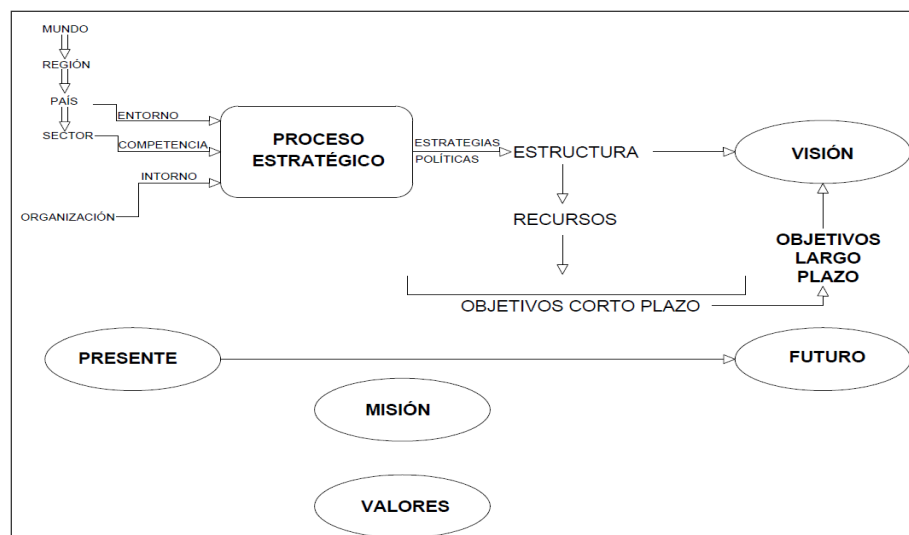 MUNDO
REGIÓN
PAÍS
ENTORNO
SECTOR
COMPETENCIA
INTORNO
ORGANIZACIÓN
PROCESO
ESTRATÉGICO
ESTRATEGIAS
POLÍTICAS
ESTRUCTURA
VISIÓN
RECURSOS
OBJETIVOS
LARGO
PLAZO
OBJETIVOS CORTO PLAZO
PRESENTE
FUTURO
MISIÓN
VALORES